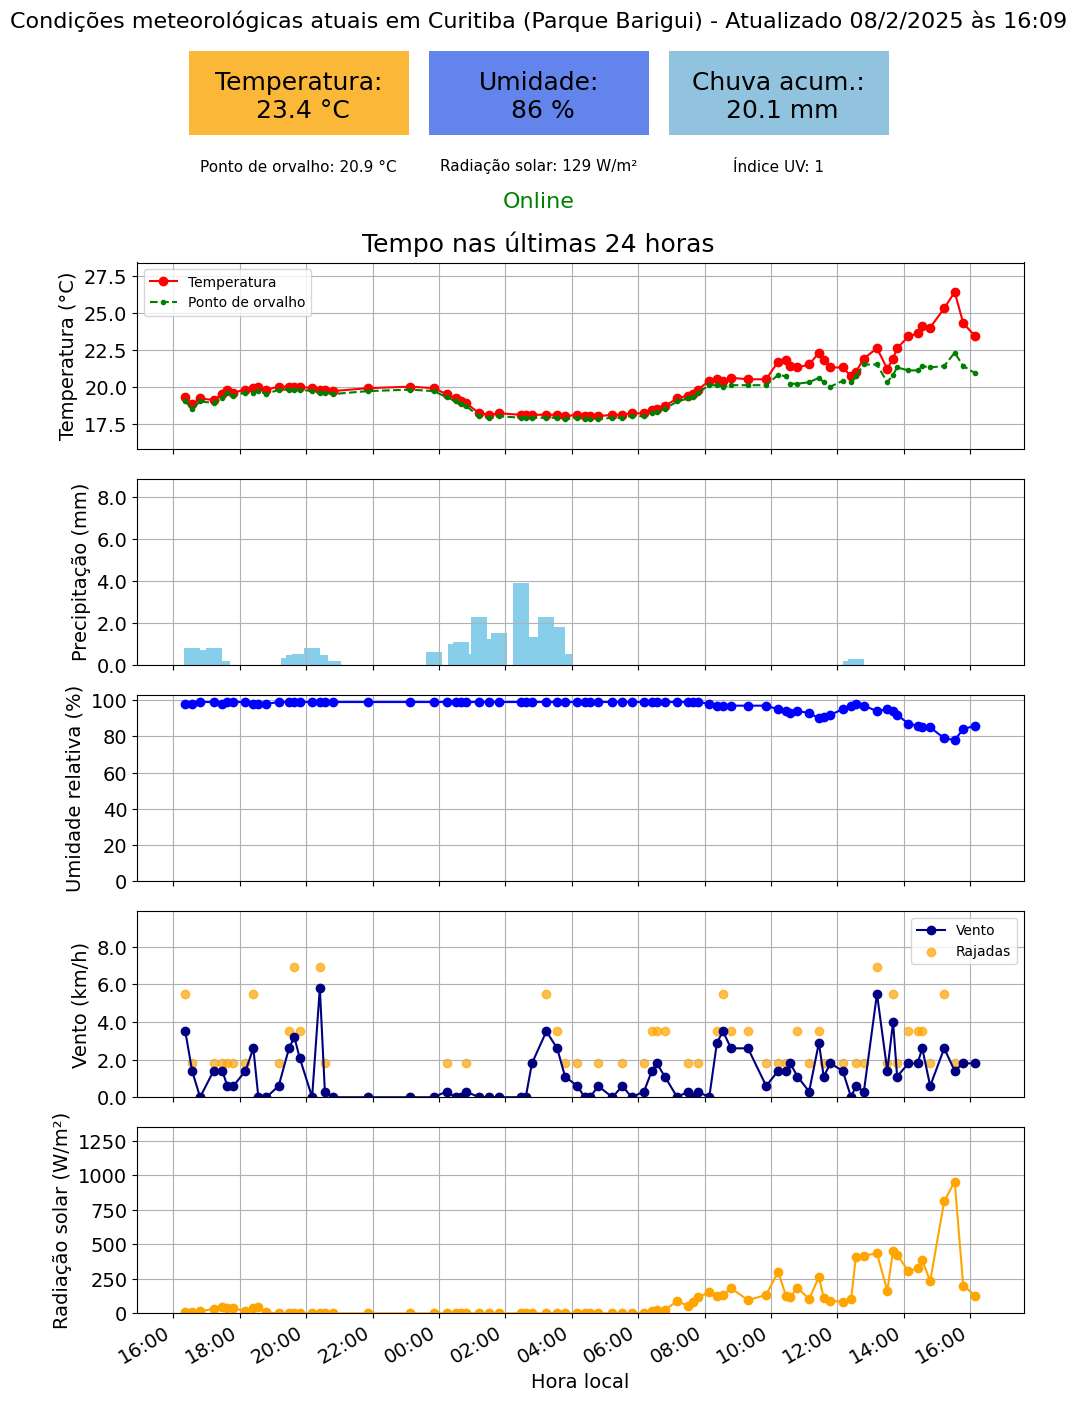 Condições meteorológicas atuais em Curitiba (Parque Barigui) - Atualizado 08/2/2025 às 16:09
Temperatura:
23.4 °C
Umidade:
86 %
Chuva acum.:
20.1 mm
Ponto de orvalho: 20.9 °C
Radiação solar: 129 W/m²
Índice UV: 1
Online
Tempo nas últimas 24 horas
Temperatura (°C)
27.5
25.0
22.5
20.0
17.5
Temperatura
Ponto de orvalho
Precipitação (mm)
8.0
6.0
4.0
2.0
0.0
Umidade relativa (%)
100
80
60
40
20
0
Vento (km/h)
8.0
6.0
4.0
2.0
0.0
Vento
Rajadas
Radiação solar (W/m²)
1250
1000
750
500
250
0
16:00
18:00
20:00
22:00
00:00
02:00
04:00
06:00
08:00
10:00
12:00
14:00
16:00
Hora local